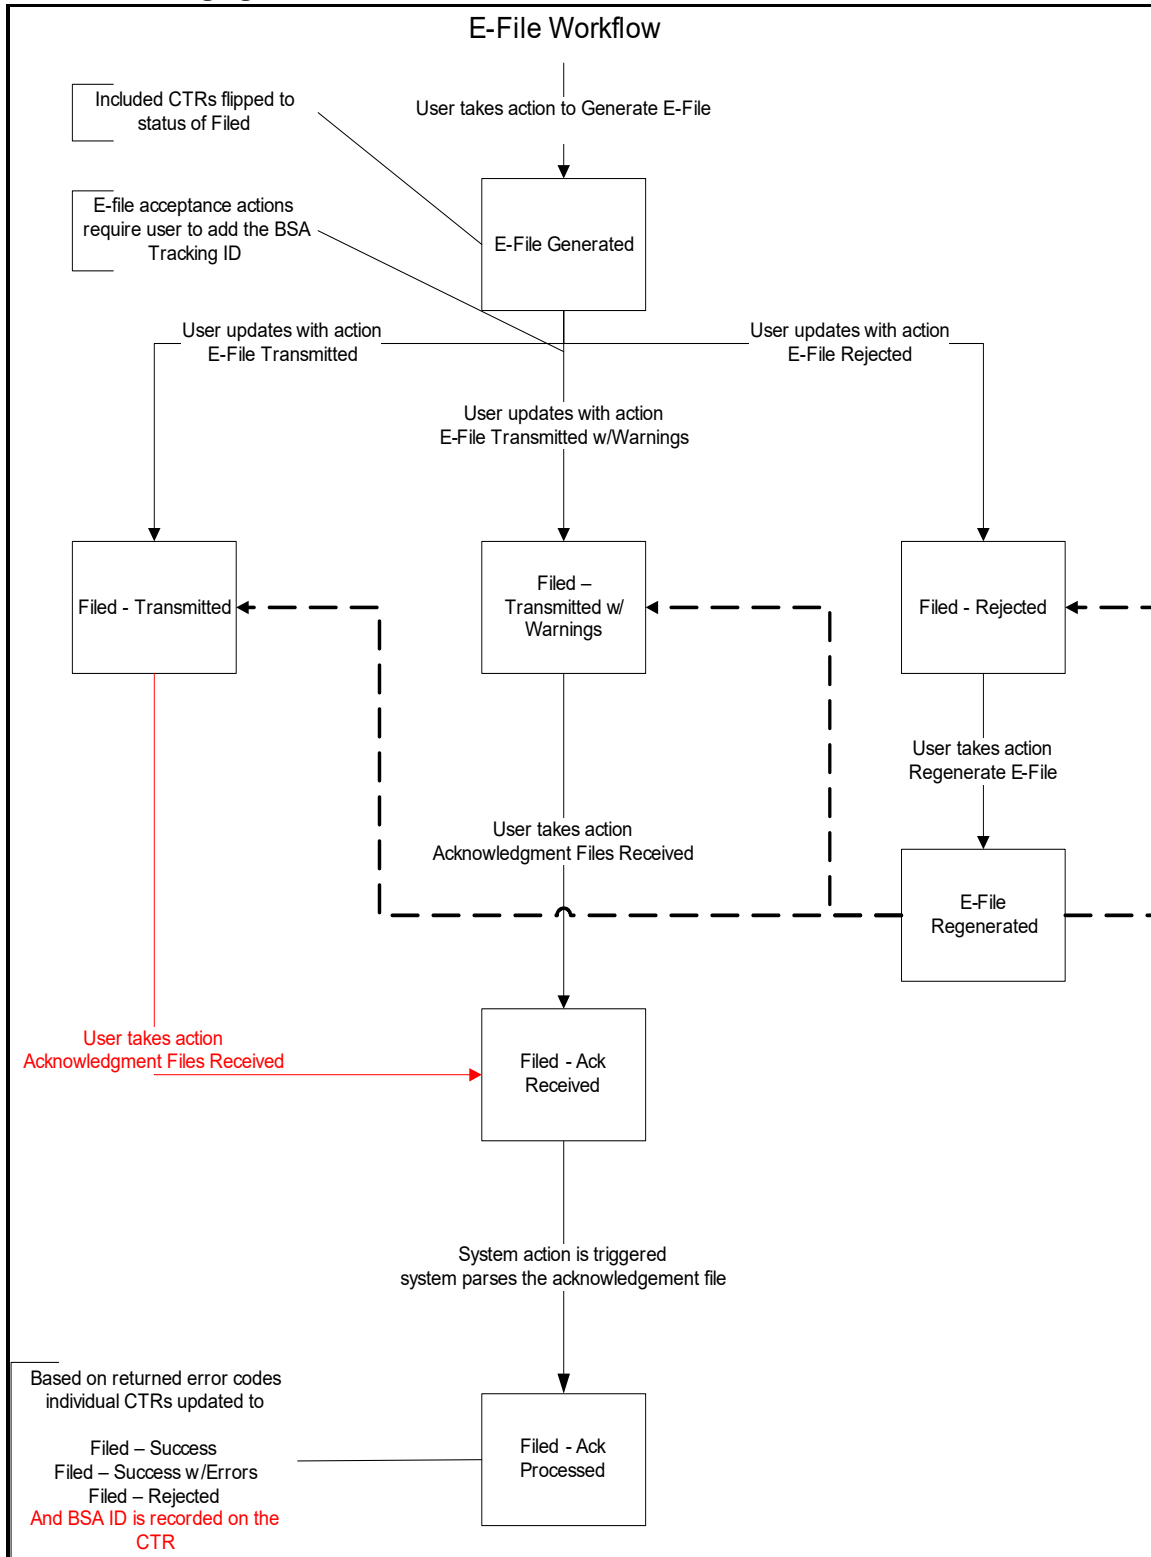 E-File Workflow
Included CTRs flipped to
status of Filed
User takes action to Generate E-File
E-file acceptance actions
require user to add the BSA
Tracking ID
E-File Generated
User updates with action
E-File Transmitted
User updates with action
E-File Rejected
User updates with action
E-File Transmitted w/Warnings
Filed - Transmitted
Filed –
Transmitted w/
Warnings
Filed - Rejected
User takes action
Regenerate E-File
User takes action
Acknowledgment Files Received
E-File
Regenerated
User takes action
Acknowledgment Files Received
Filed - Ack
Received
System action is triggered
system parses the acknowledgement file
Based on returned error codes
individual CTRs updated to
Filed – Success
Filed – Success w/Errors
Filed – Rejected
And BSA ID is recorded on the
CTR
Filed - Ack
Processed